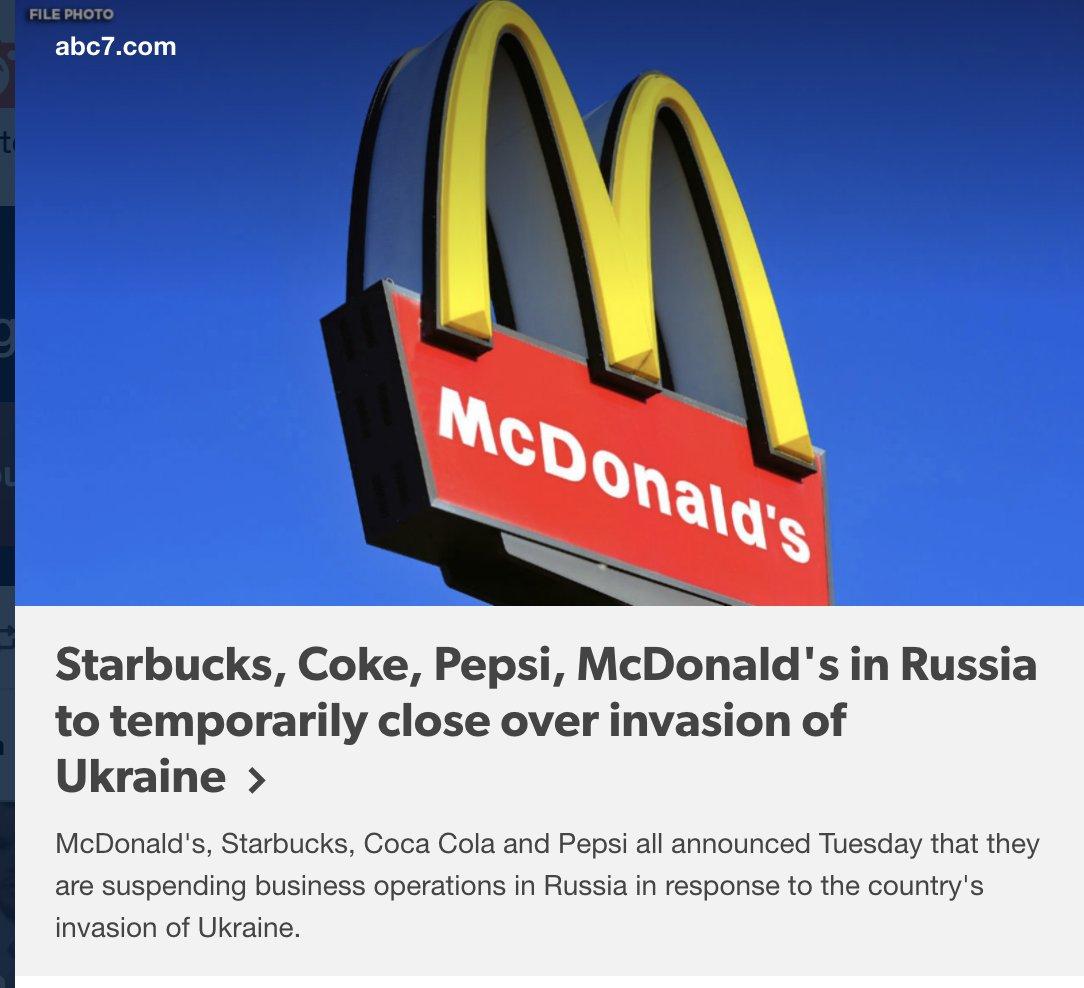 FILE PHOTO
abc7.com
McDonald's
Starbucks, Coke, Pepsi, McDonald's in Russia
to temporarily close over invasion of
Ukraine >
McDonald's, Starbucks, Coca Cola and Pepsi all announced Tuesday that they
are suspending business operations in Russia in response to the country's
invasion of Ukraine.